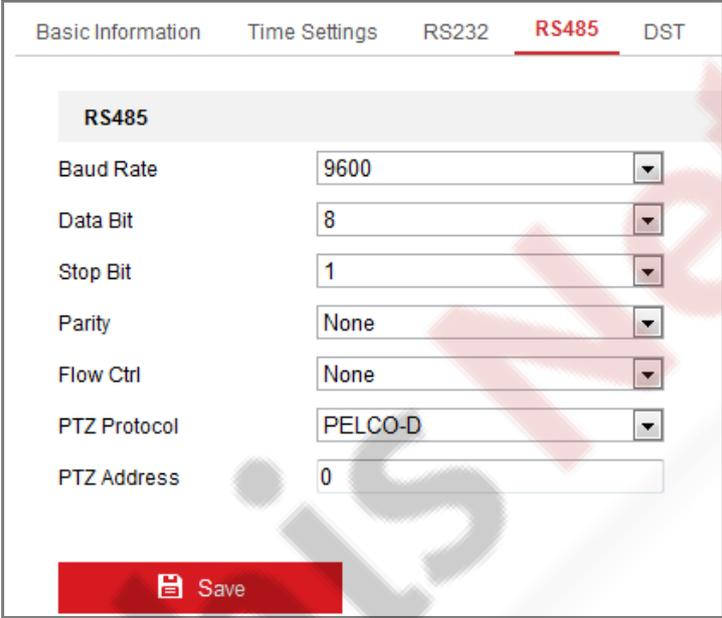 Basic Information Time Settings RS232 RS485 DST
RS485
Baud Rate 9600
Data Bit 8
Stop Bit 1
Parity None
Flow Ctrl None
PTZ Protocol PELCO-D
PTZ Address 0
Save